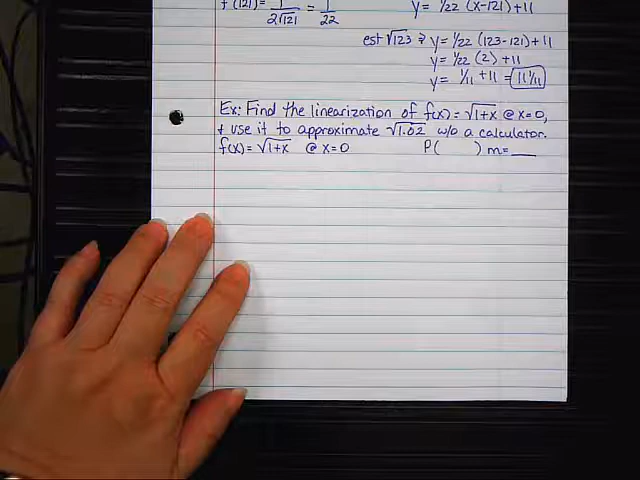 f'(121) = 1/(2√121) = 1/22 y = 1/22 (x-121)+11
est √123 → y = 1/22 (123-121)+11
y = 1/22 (2) + 11
y = 1/11 + 11 = 11 1/11
Ex: Find the linearization of f(x) = √1+x @ x=0,
+ use it to approximate √1.02 w/o a calculator.
f(x) = √1+x @ x=0 P( ) m=__